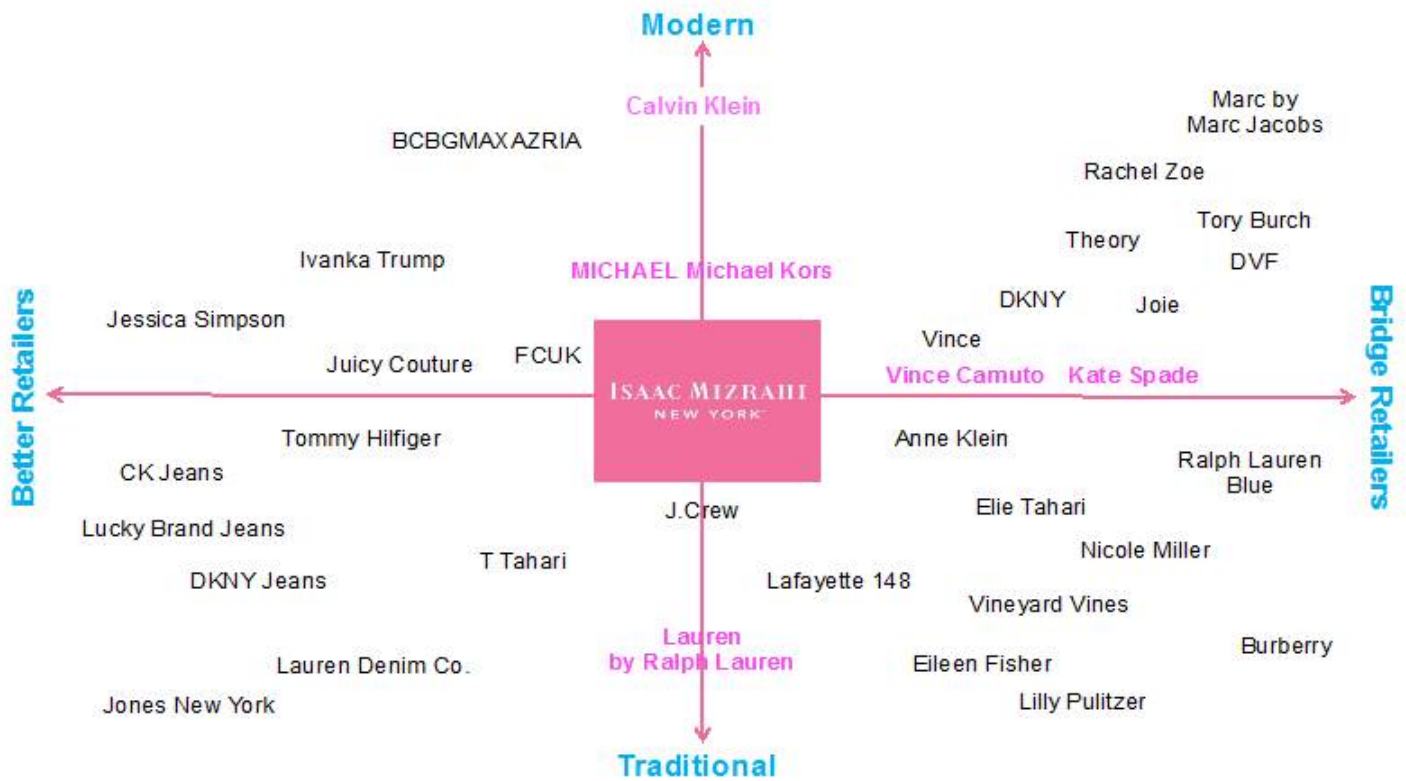 Modern
Calvin Klein
Marc by
Marc Jacobs
BCBGMAXAZRIA
Rachel Zoe
Tory Burch
Theory
Ivanka Trump
DVF
MICHAEL Michael Kors
DKNY
Joie
Jessica Simpson
Vince
FCUK
Juicy Couture
Vince Camuto
Kate Spade
Better Retailers
ISAAC MIZRAHI
NEW YORK
Bridge Retailers
Tommy Hilfiger
Anne Klein
CK Jeans
Ralph Lauren
Blue
J.Crew
Elie Tahari
Lucky Brand Jeans
Nicole Miller
T Tahari
DKNY Jeans
Lafayette 148
Vineyard Vines
Lauren
by Ralph Lauren
Burberry
Lauren Denim Co.
Eileen Fisher
Jones New York
Lilly Pulitzer
Traditional